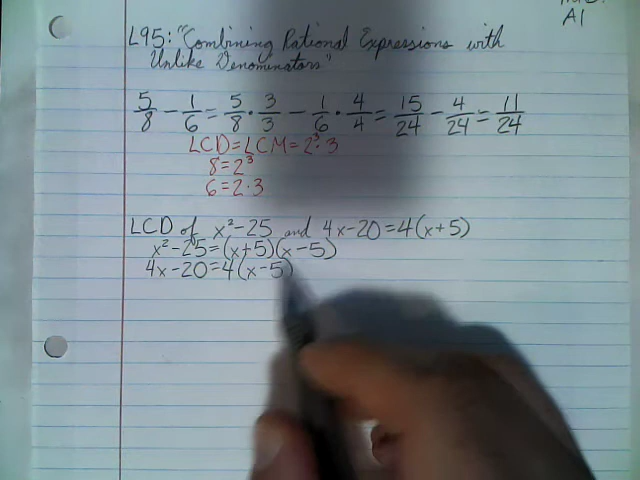 A1
L95: "Combining Rational Expressions with
Unlike Denominators"
5/8 − 1/6 = 5/8 · 3/3 − 1/6 · 4/4 = 15/24 − 4/24 = 11/24
LCD = LCM = 2³·3
8 = 2³
6 = 2·3
LCD of x²−25 and 4x−20 = 4(x+5)
x²−25 = (x+5)(x−5)
4x−20 = 4(x−5)